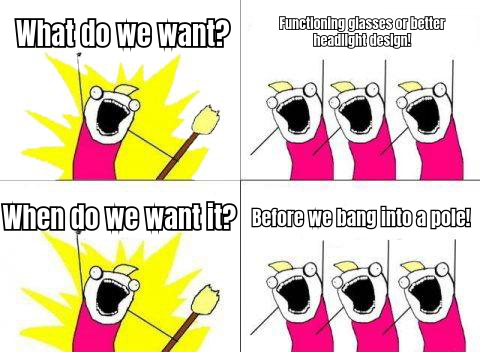 What do we want?
Functioning glasses or better
headlight design!
When do we want it?
Before we bang into a pole!